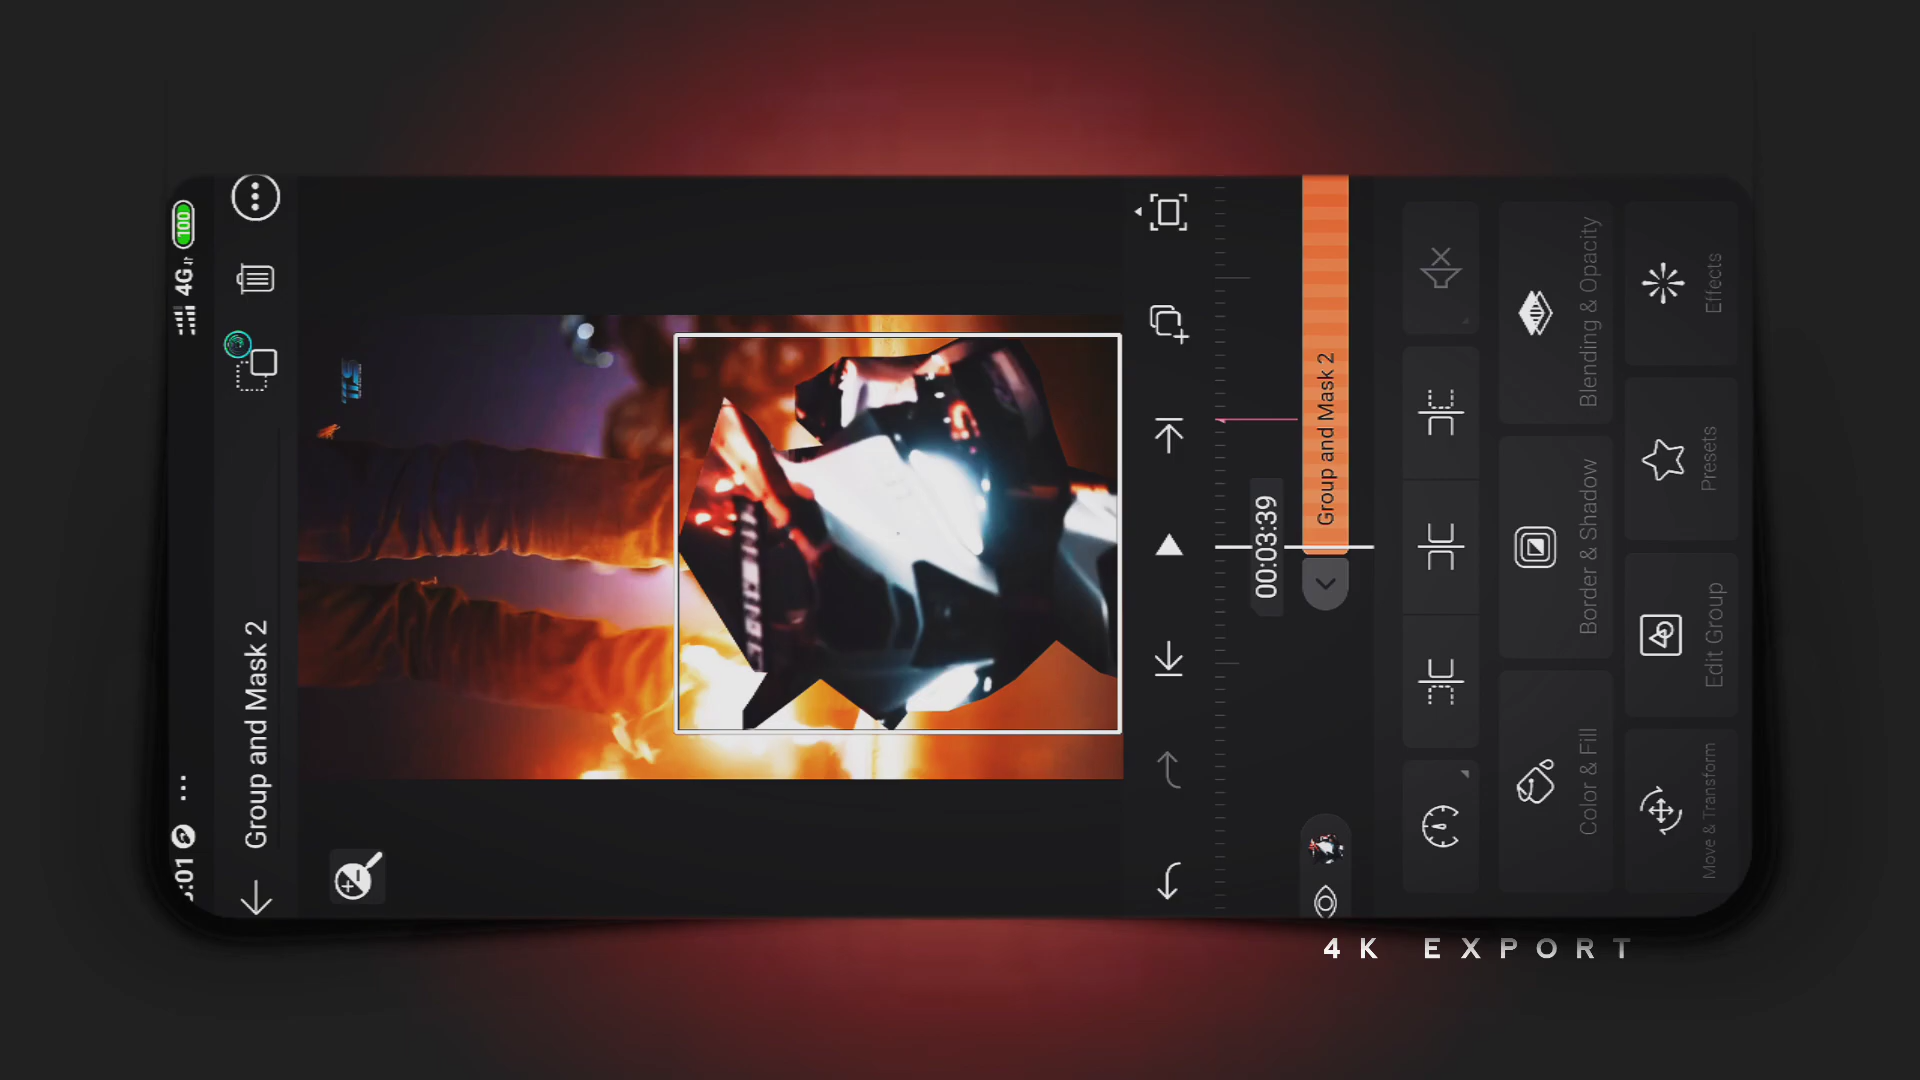 4G
100
Group and Mask 2
00:03:39
Group and Mask 2
Color & Fill
Border & Shadow
Blending & Opacity
Move & Transform
Edit Group
Presets
Effects
4K EXPORT